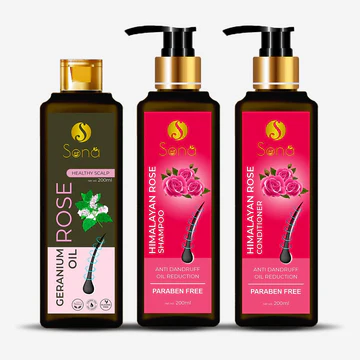 Sona
HEALTHY SCALP
200ml
GERANIUM
OIL
ROSE
Sona
HIMALAYAN ROSE
SHAMPOO
ANTI DANDRUFF
OIL REDUCTION
PARABEN FREE
200ml
Sona
HIMALAYAN ROSE
CONDITIONER
ANTI DANDRUFF
OIL REDUCTION
PARABEN FREE
200ml